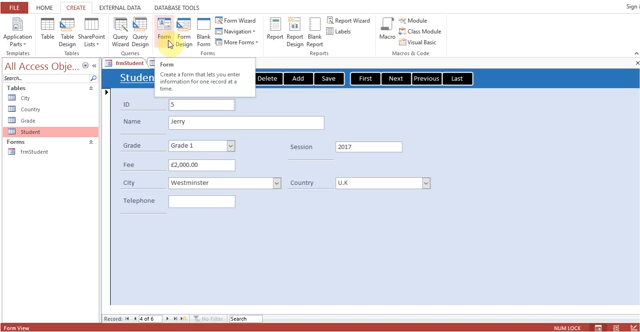 FILE HOME CREATE EXTERNAL DATA DATABASE TOOLS Sign i
Application Parts Table Table Design SharePoint Lists Query Wizard Query Design Form Form Design Blank Form Form Wizard Navigation More Forms Report Report Design Blank Report Report Wizard Labels Macro Module Class Module Visual Basic
Templates Tables Queries Forms Reports Macros & Code
All Access Obje...
Search..
Tables
City
Country
Grade
Student
Forms
frmStudent
frmStudent
Form
Create a form that lets you enter
information for one record at a
time.
Studen Delete Add Save First Next Previous Last
ID 5
Name Jerry
Grade Grade 1 Session 2017
Fee £2,000.00
City Westminster Country U.K
Telephone
Record: 4 of 6 No Filter Search
Form View NUM LOCK